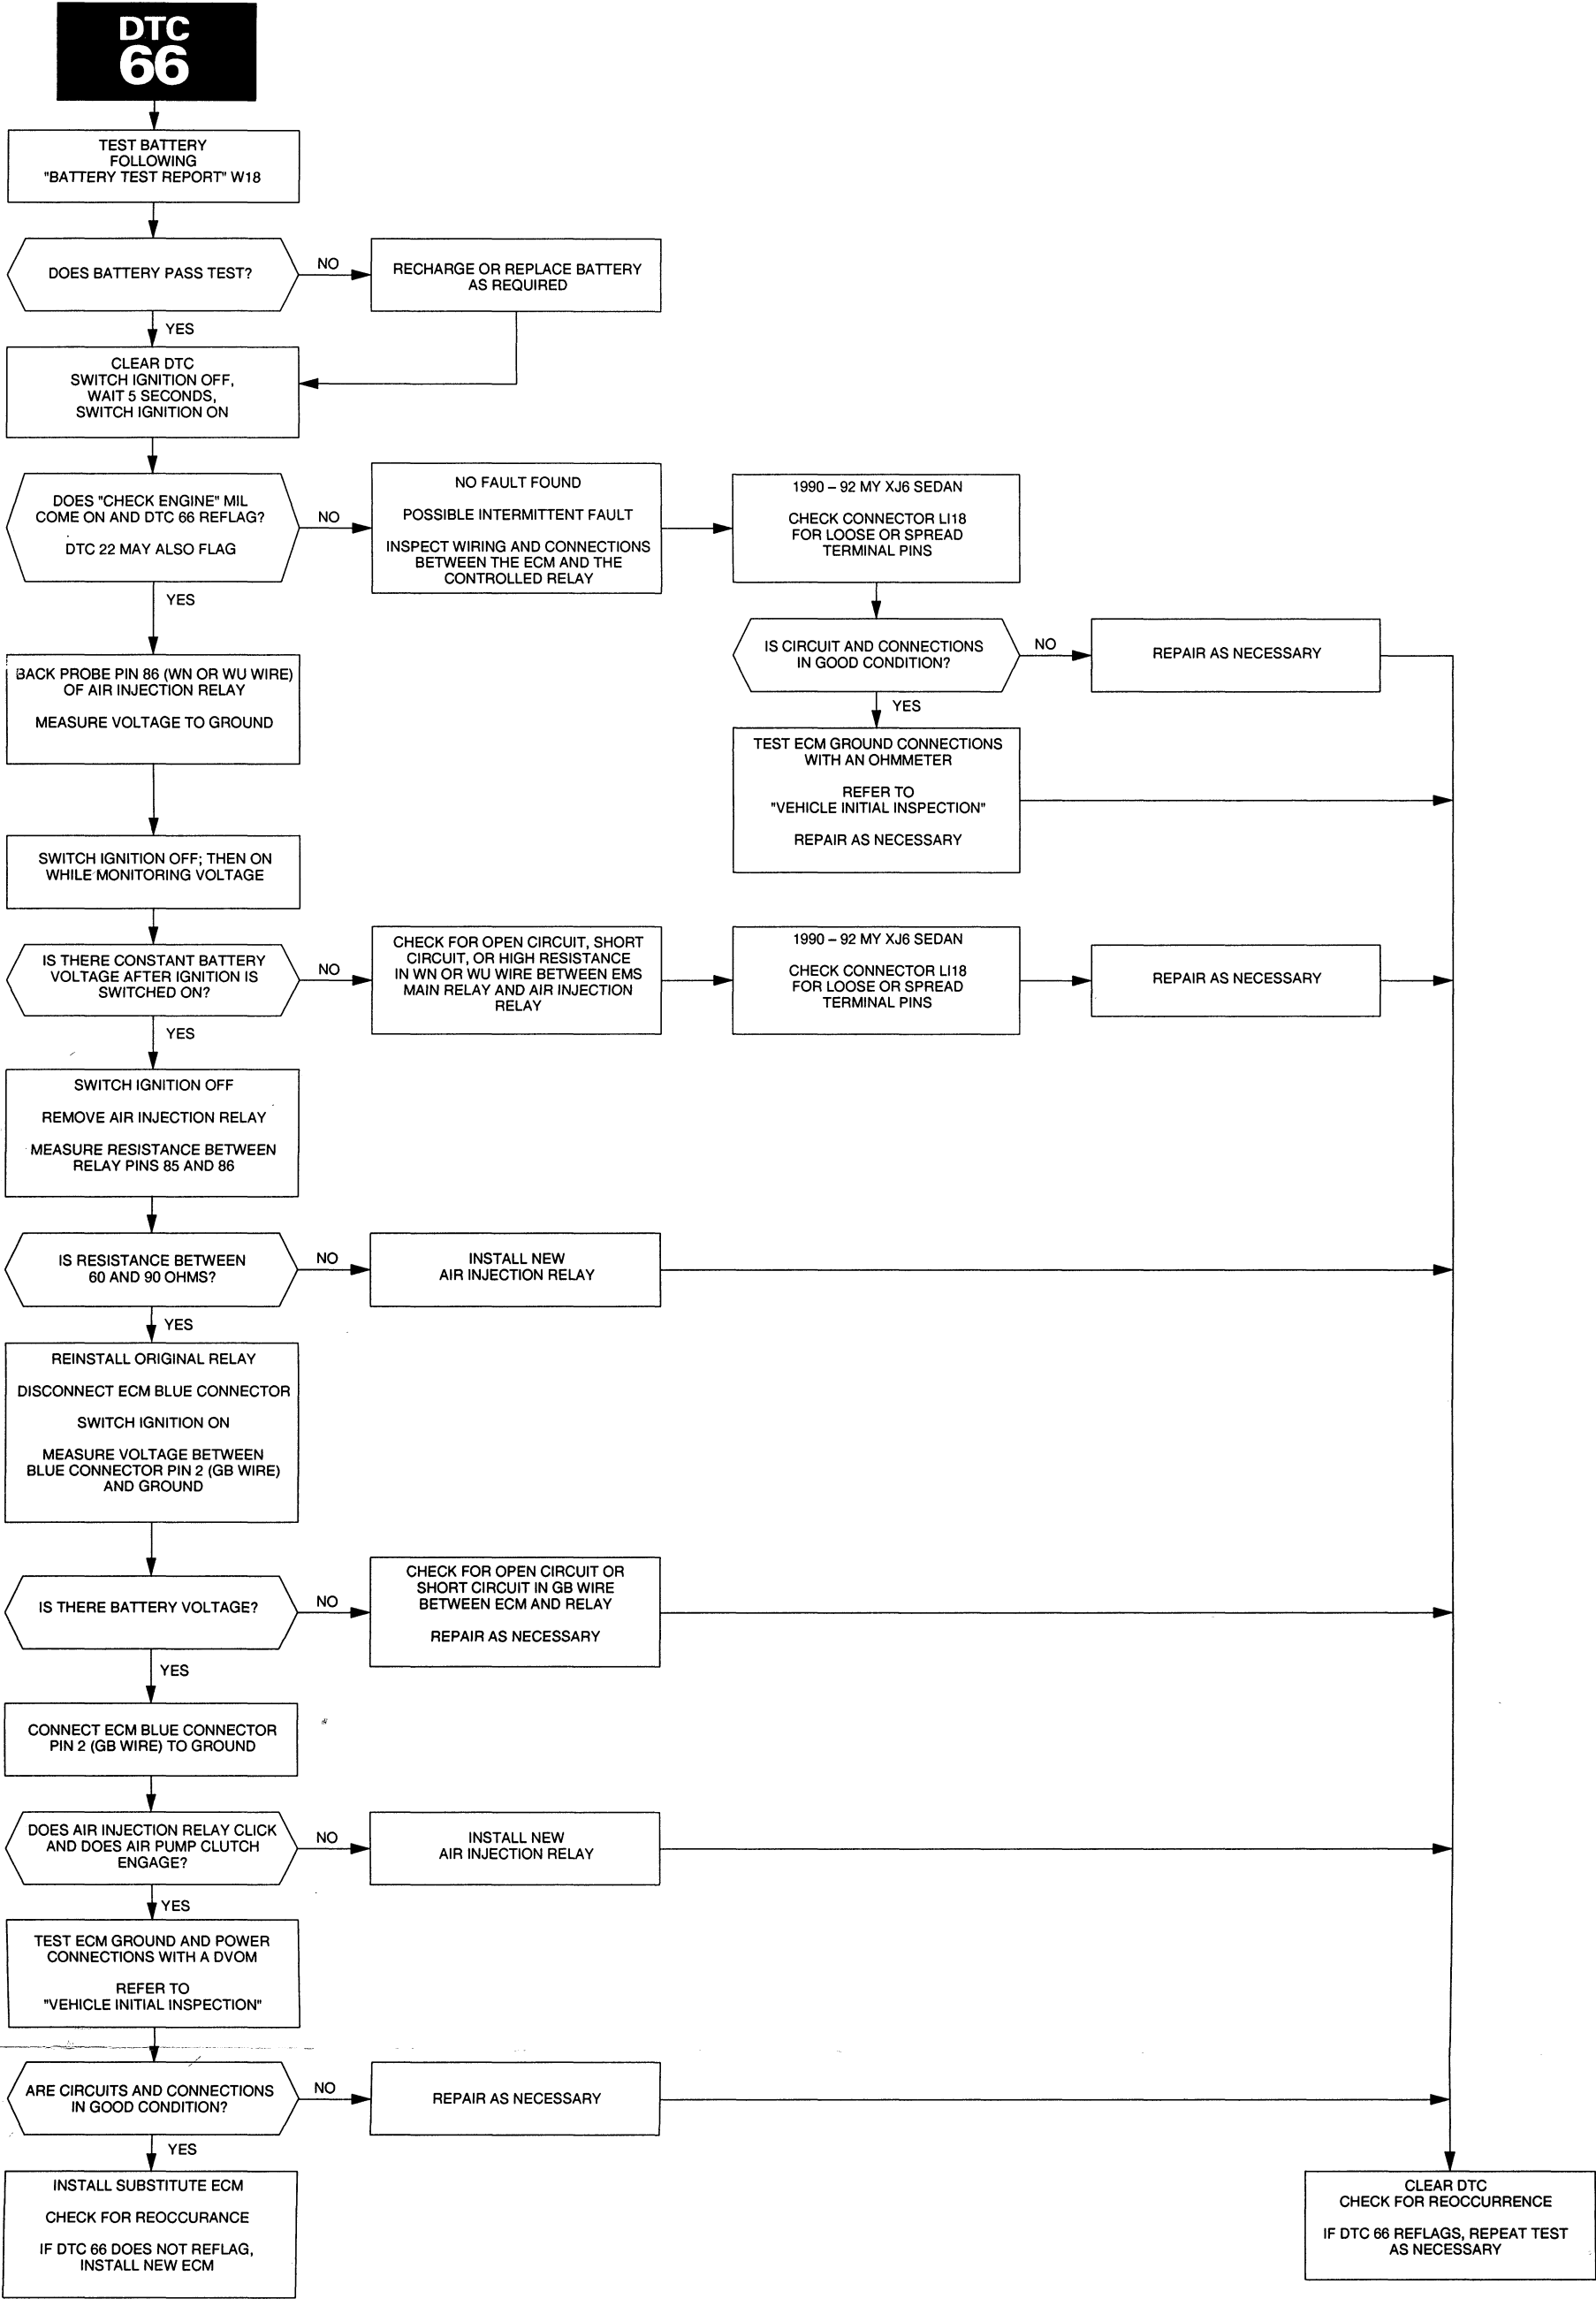 DTC
66
TEST BATTERY
FOLLOWING
"BATTERY TEST REPORT" W18
DOES BATTERY PASS TEST?
NO
RECHARGE OR REPLACE BATTERY
AS REQUIRED
YES
CLEAR DTC
SWITCH IGNITION OFF,
WAIT 5 SECONDS,
SWITCH IGNITION ON
DOES "CHECK ENGINE" MIL
COME ON AND DTC 66 REFLAG?
DTC 22 MAY ALSO FLAG
NO
NO FAULT FOUND
POSSIBLE INTERMITTENT FAULT
INSPECT WIRING AND CONNECTIONS
BETWEEN THE ECM AND THE
CONTROLLED RELAY
1990 – 92 MY XJ6 SEDAN
CHECK CONNECTOR LI18
FOR LOOSE OR SPREAD
TERMINAL PINS
IS CIRCUIT AND CONNECTIONS
IN GOOD CONDITION?
NO
REPAIR AS NECESSARY
YES
TEST ECM GROUND CONNECTIONS
WITH AN OHMMETER
REFER TO
"VEHICLE INITIAL INSPECTION"
REPAIR AS NECESSARY
YES
BACK PROBE PIN 86 (WN OR WU WIRE)
OF AIR INJECTION RELAY
MEASURE VOLTAGE TO GROUND
SWITCH IGNITION OFF; THEN ON
WHILE MONITORING VOLTAGE
IS THERE CONSTANT BATTERY
VOLTAGE AFTER IGNITION IS
SWITCHED ON?
NO
CHECK FOR OPEN CIRCUIT, SHORT
CIRCUIT, OR HIGH RESISTANCE
IN WN OR WU WIRE BETWEEN EMS
MAIN RELAY AND AIR INJECTION
RELAY
1990 – 92 MY XJ6 SEDAN
CHECK CONNECTOR LI18
FOR LOOSE OR SPREAD
TERMINAL PINS
REPAIR AS NECESSARY
YES
SWITCH IGNITION OFF
REMOVE AIR INJECTION RELAY
MEASURE RESISTANCE BETWEEN
RELAY PINS 85 AND 86
IS RESISTANCE BETWEEN
60 AND 90 OHMS?
NO
INSTALL NEW
AIR INJECTION RELAY
YES
REINSTALL ORIGINAL RELAY
DISCONNECT ECM BLUE CONNECTOR
SWITCH IGNITION ON
MEASURE VOLTAGE BETWEEN
BLUE CONNECTOR PIN 2 (GB WIRE)
AND GROUND
IS THERE BATTERY VOLTAGE?
NO
CHECK FOR OPEN CIRCUIT OR
SHORT CIRCUIT IN GB WIRE
BETWEEN ECM AND RELAY
REPAIR AS NECESSARY
YES
CONNECT ECM BLUE CONNECTOR
PIN 2 (GB WIRE) TO GROUND
DOES AIR INJECTION RELAY CLICK
AND DOES AIR PUMP CLUTCH
ENGAGE?
NO
INSTALL NEW
AIR INJECTION RELAY
YES
TEST ECM GROUND AND POWER
CONNECTIONS WITH A DVOM
REFER TO
"VEHICLE INITIAL INSPECTION"
ARE CIRCUITS AND CONNECTIONS
IN GOOD CONDITION?
NO
REPAIR AS NECESSARY
YES
INSTALL SUBSTITUTE ECM
CHECK FOR REOCCURANCE
IF DTC 66 DOES NOT REFLAG,
INSTALL NEW ECM
CLEAR DTC
CHECK FOR REOCCURRENCE
IF DTC 66 REFLAGS, REPEAT TEST
AS NECESSARY